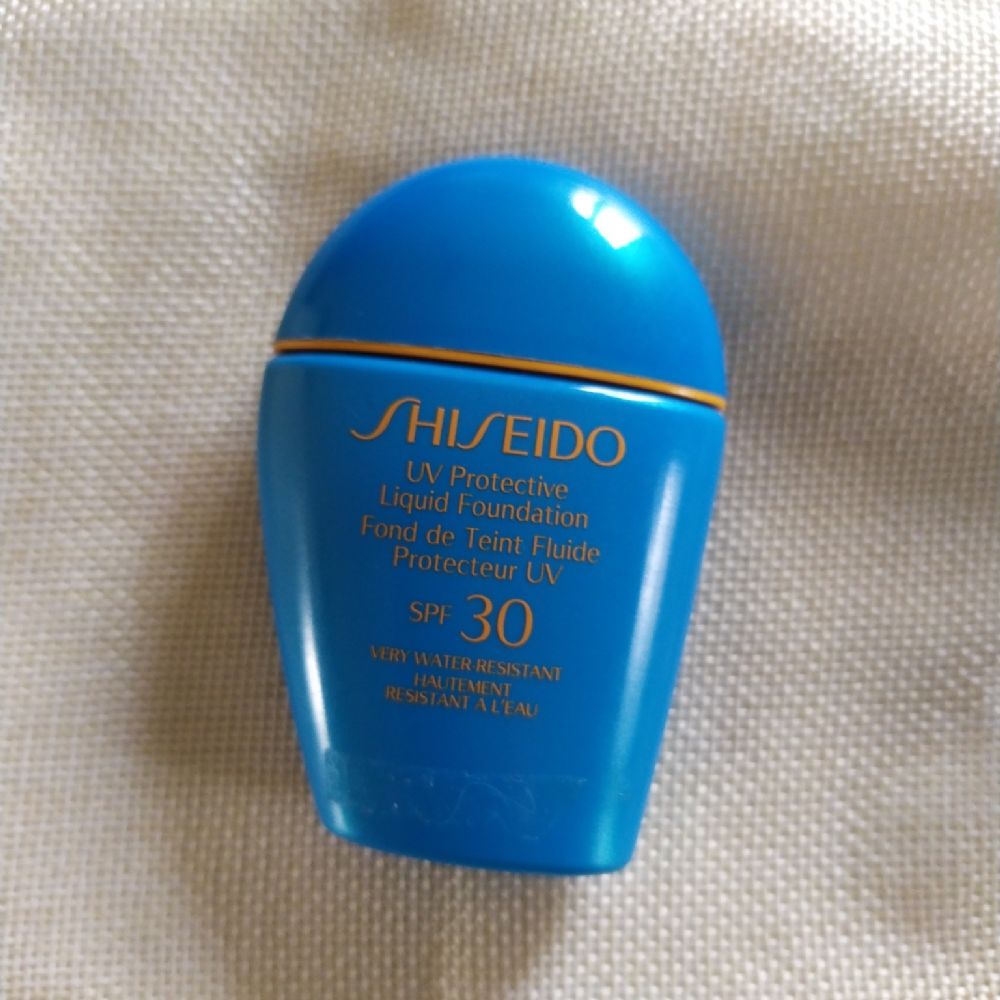 SHISEIDO
UV Protective
Liquid Foundation
Fond de Teint Fluide
Protecteur UV
SPF 30
VERY WATER-RESISTANT
HAUTEMENT
RESISTANT A L'EAU